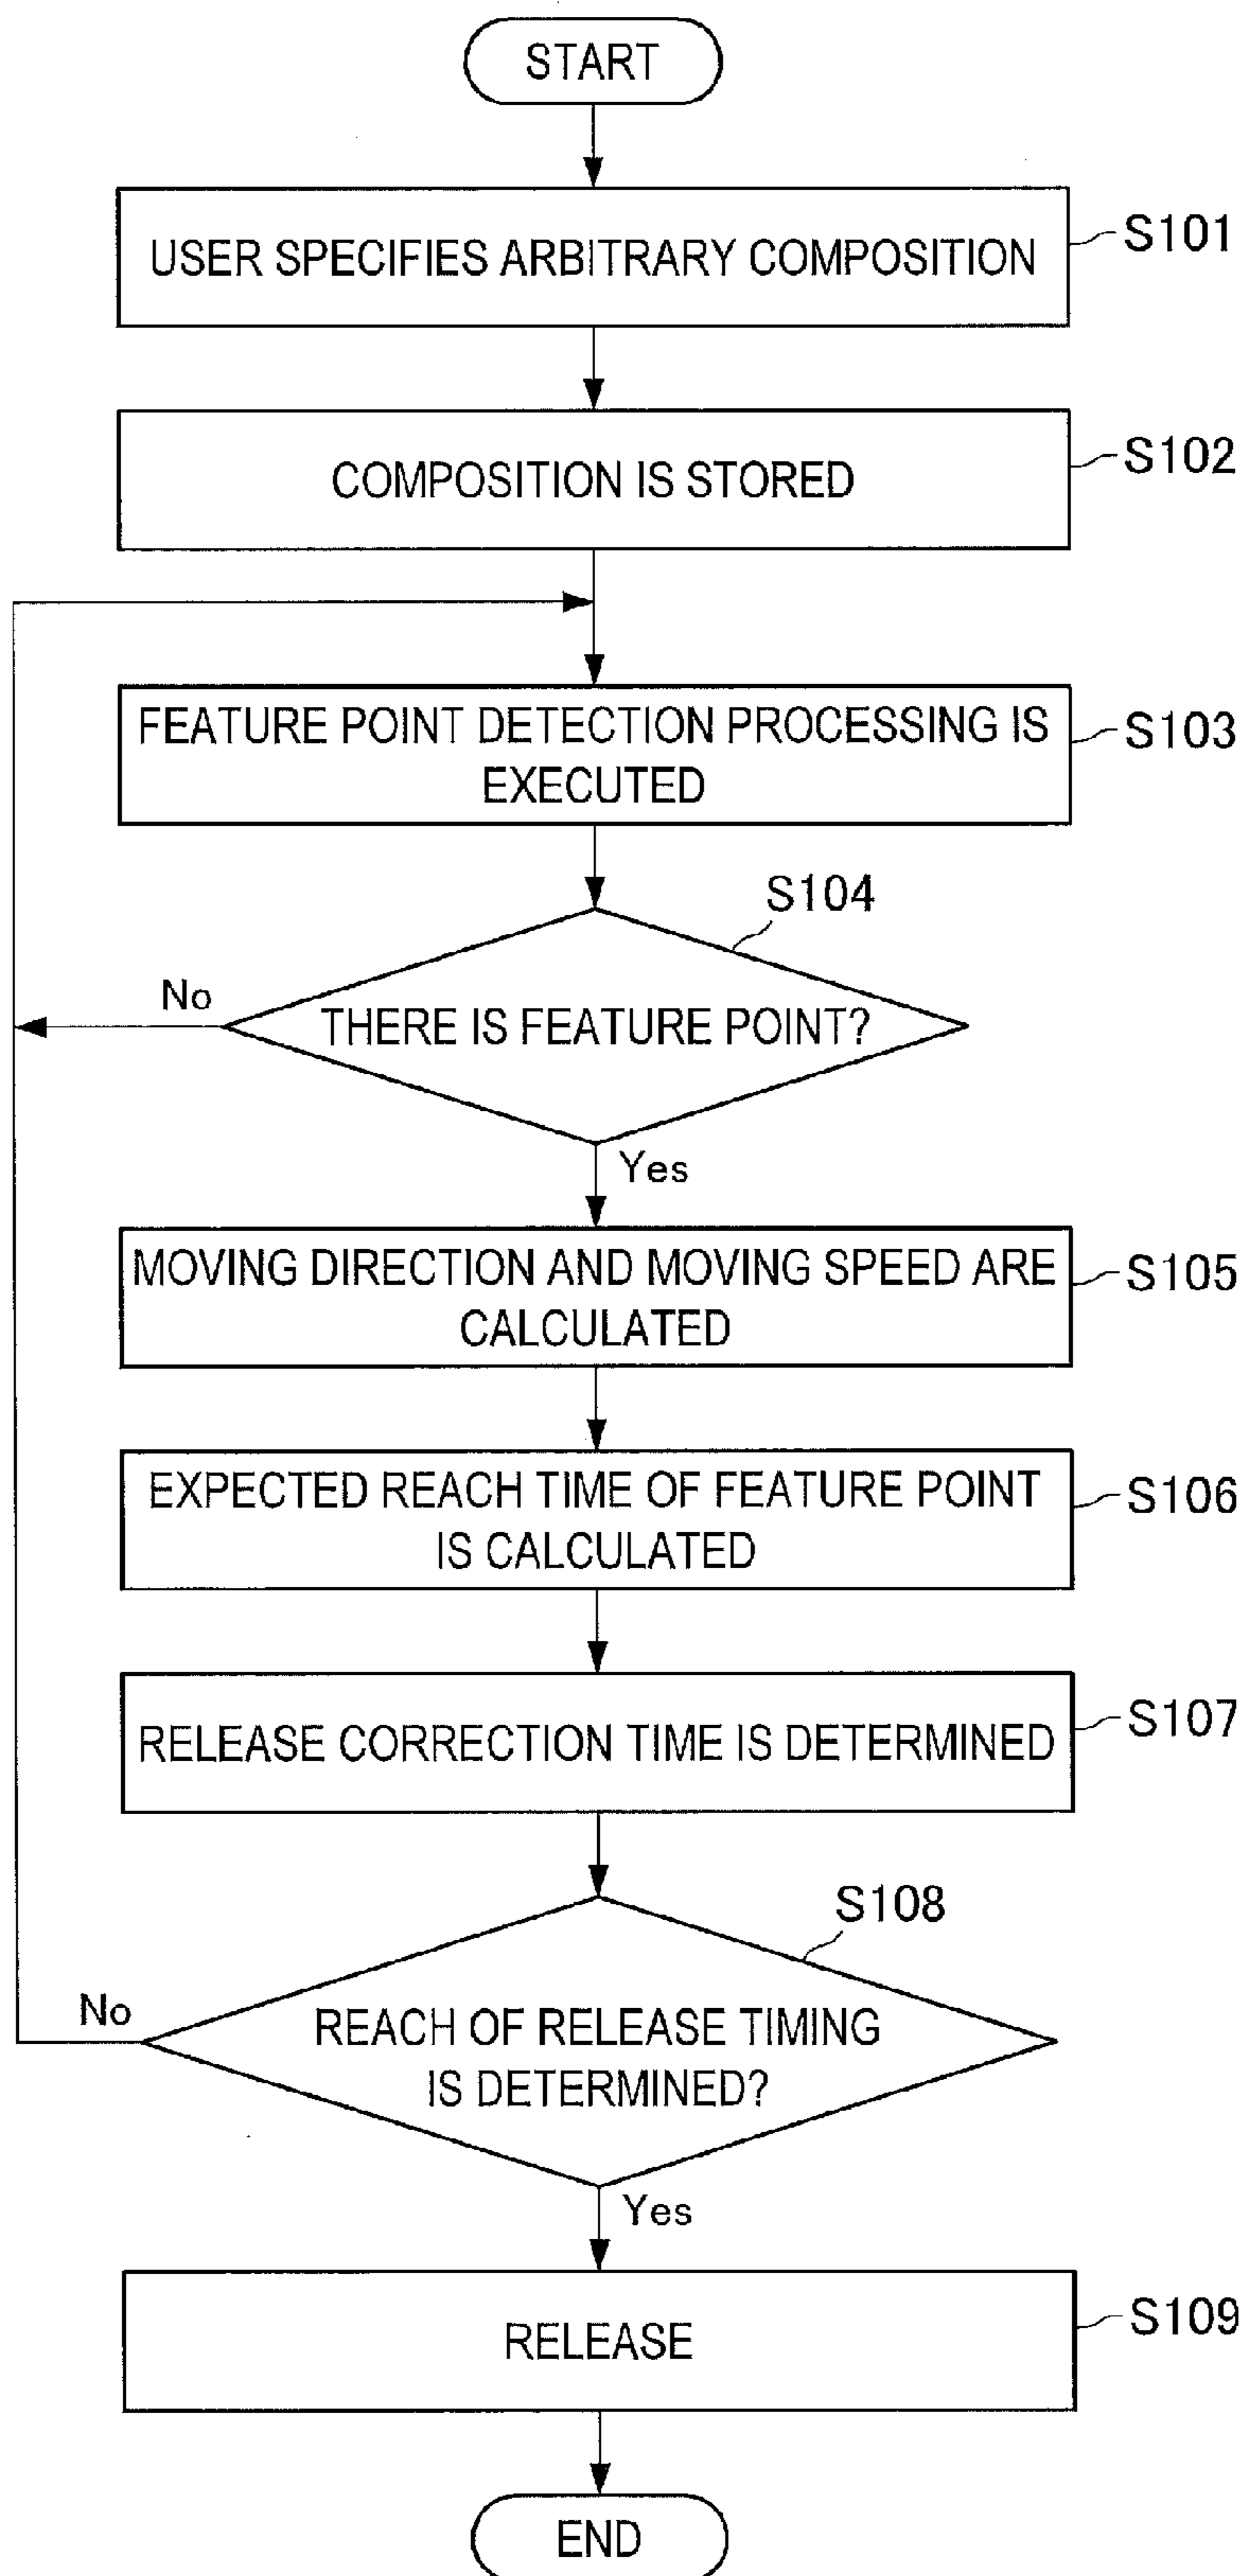 START
USER SPECIFIES ARBITRARY COMPOSITION
S101
COMPOSITION IS STORED
S102
FEATURE POINT DETECTION PROCESSING IS
EXECUTED
S103
S104
No
THERE IS FEATURE POINT?
Yes
MOVING DIRECTION AND MOVING SPEED ARE
CALCULATED
S105
EXPECTED REACH TIME OF FEATURE POINT
IS CALCULATED
S106
RELEASE CORRECTION TIME IS DETERMINED
S107
S108
No
REACH OF RELEASE TIMING
IS DETERMINED?
Yes
RELEASE
S109
END